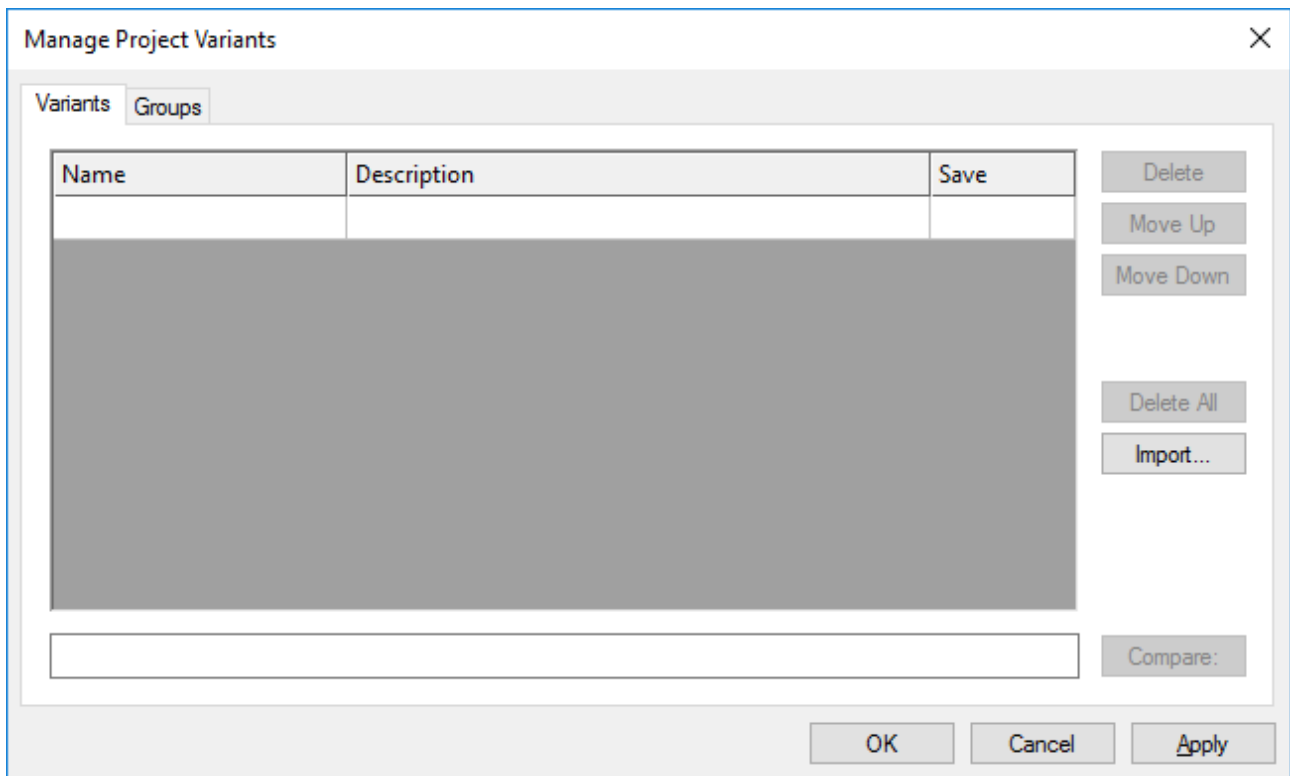 Manage Project Variants
Variants Groups
Name Description Save
Delete
Move Up
Move Down
Delete All
Import...
Compare:
OK Cancel Apply